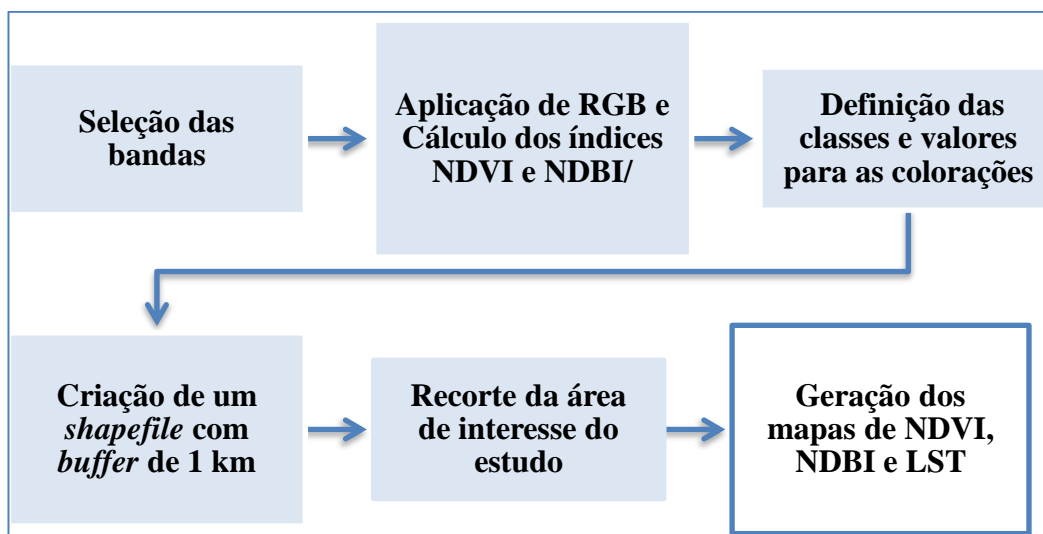 Seleção das
bandas
Aplicação de RGB e
Cálculo dos índices
NDVI e NDBI/
Definição das
classes e valores
para as colorações
Criação de um
shapefile com
buffer de 1 km
Recorte da área
de interesse do
estudo
Geração dos
mapas de NDVI,
NDBI e LST